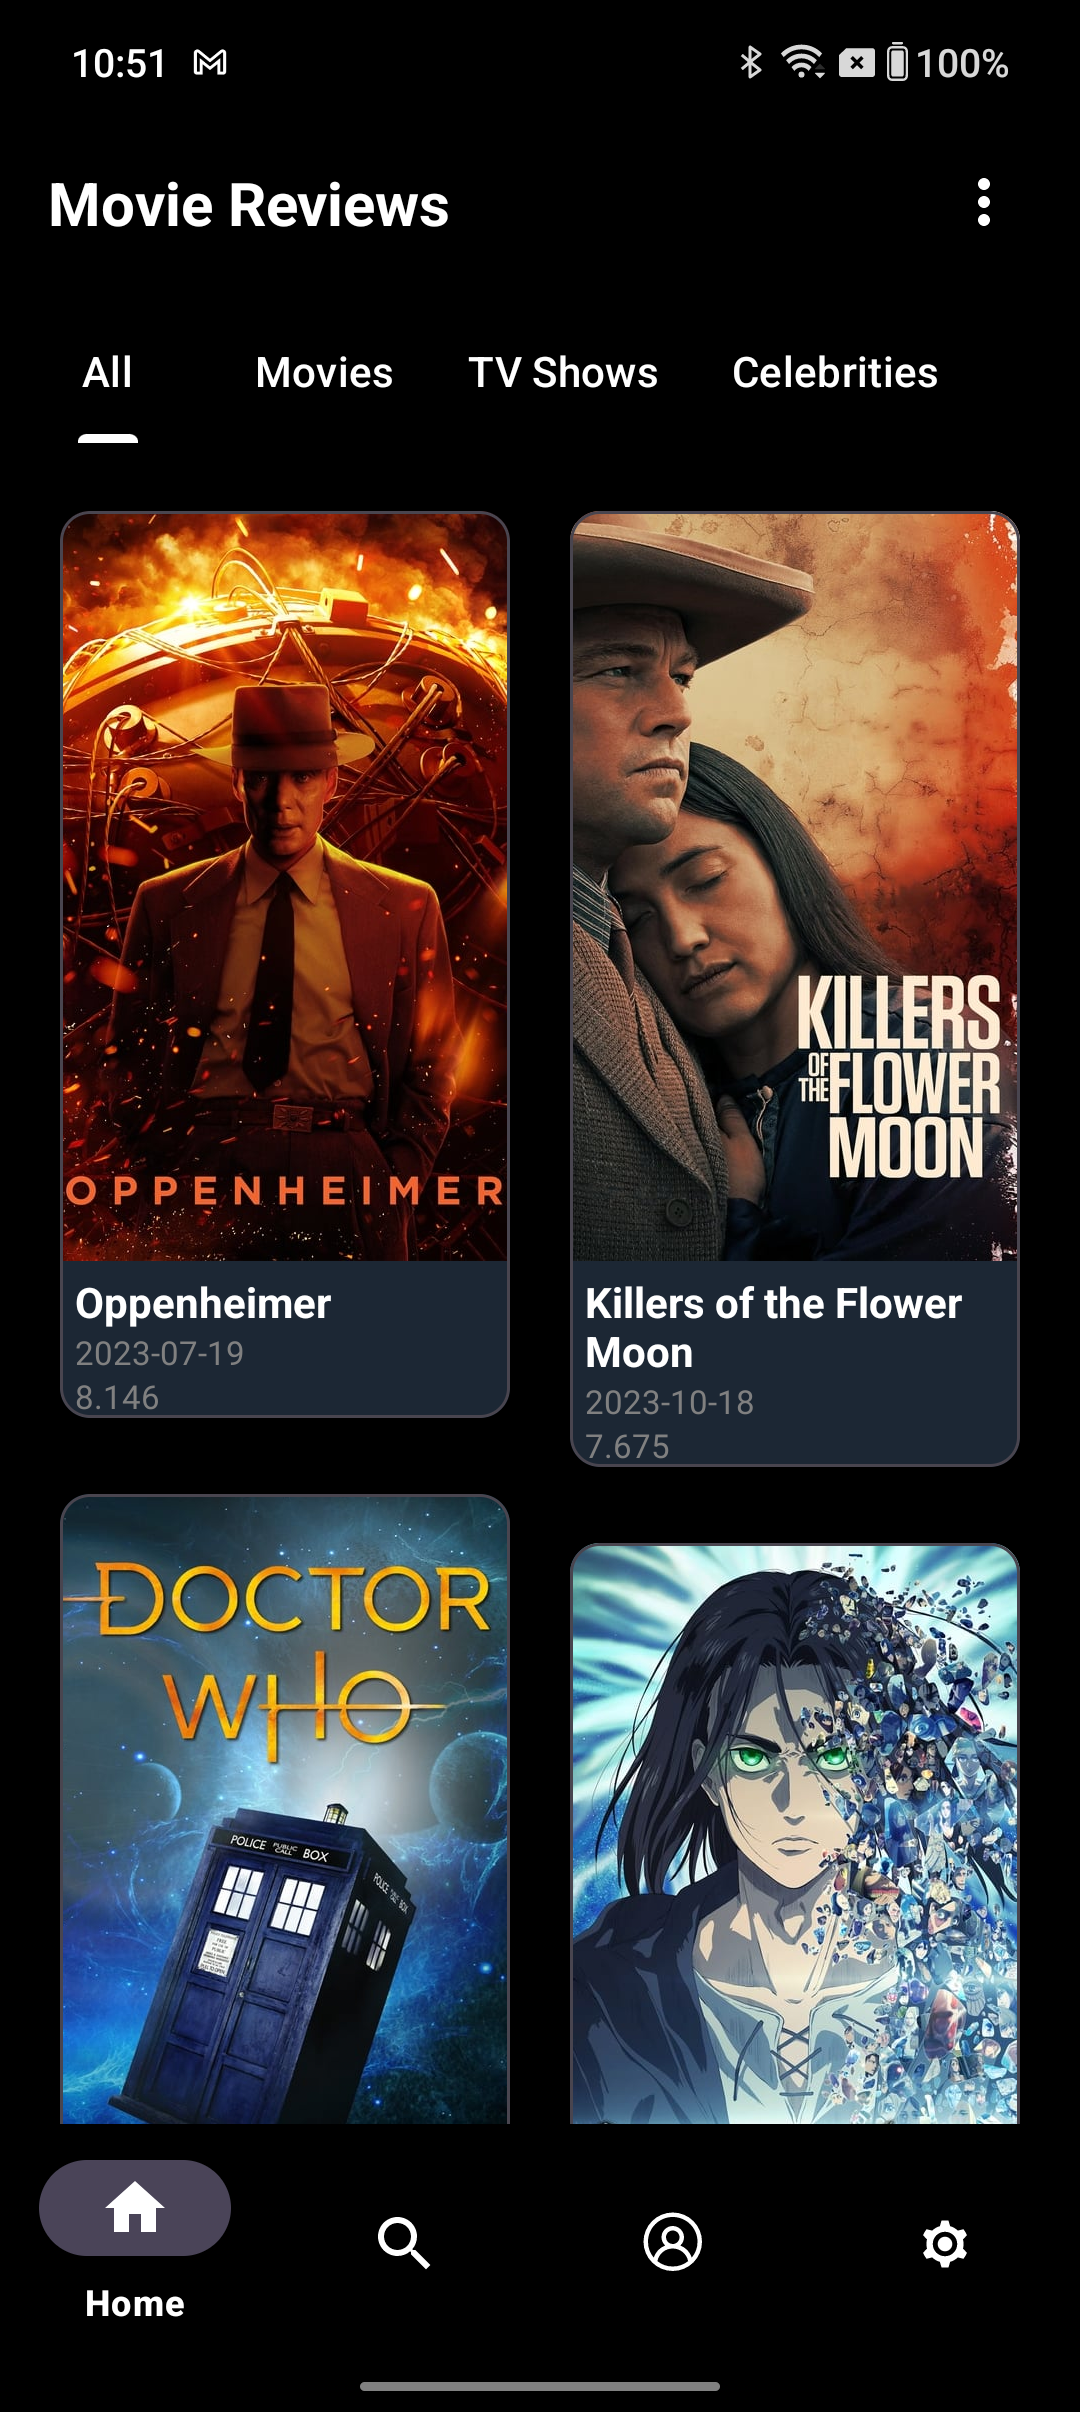 10:51
100%
Movie Reviews
All
Movies
TV Shows
Celebrities
OPPENHEIMER
Oppenheimer
2023-07-19
8.146
KILLERS
OF
THE FLOWER
MOON
Killers of the Flower
Moon
2023-10-18
7.675
DOCTOR
WHO
POLICE PUBLIC CALL BOX
Home